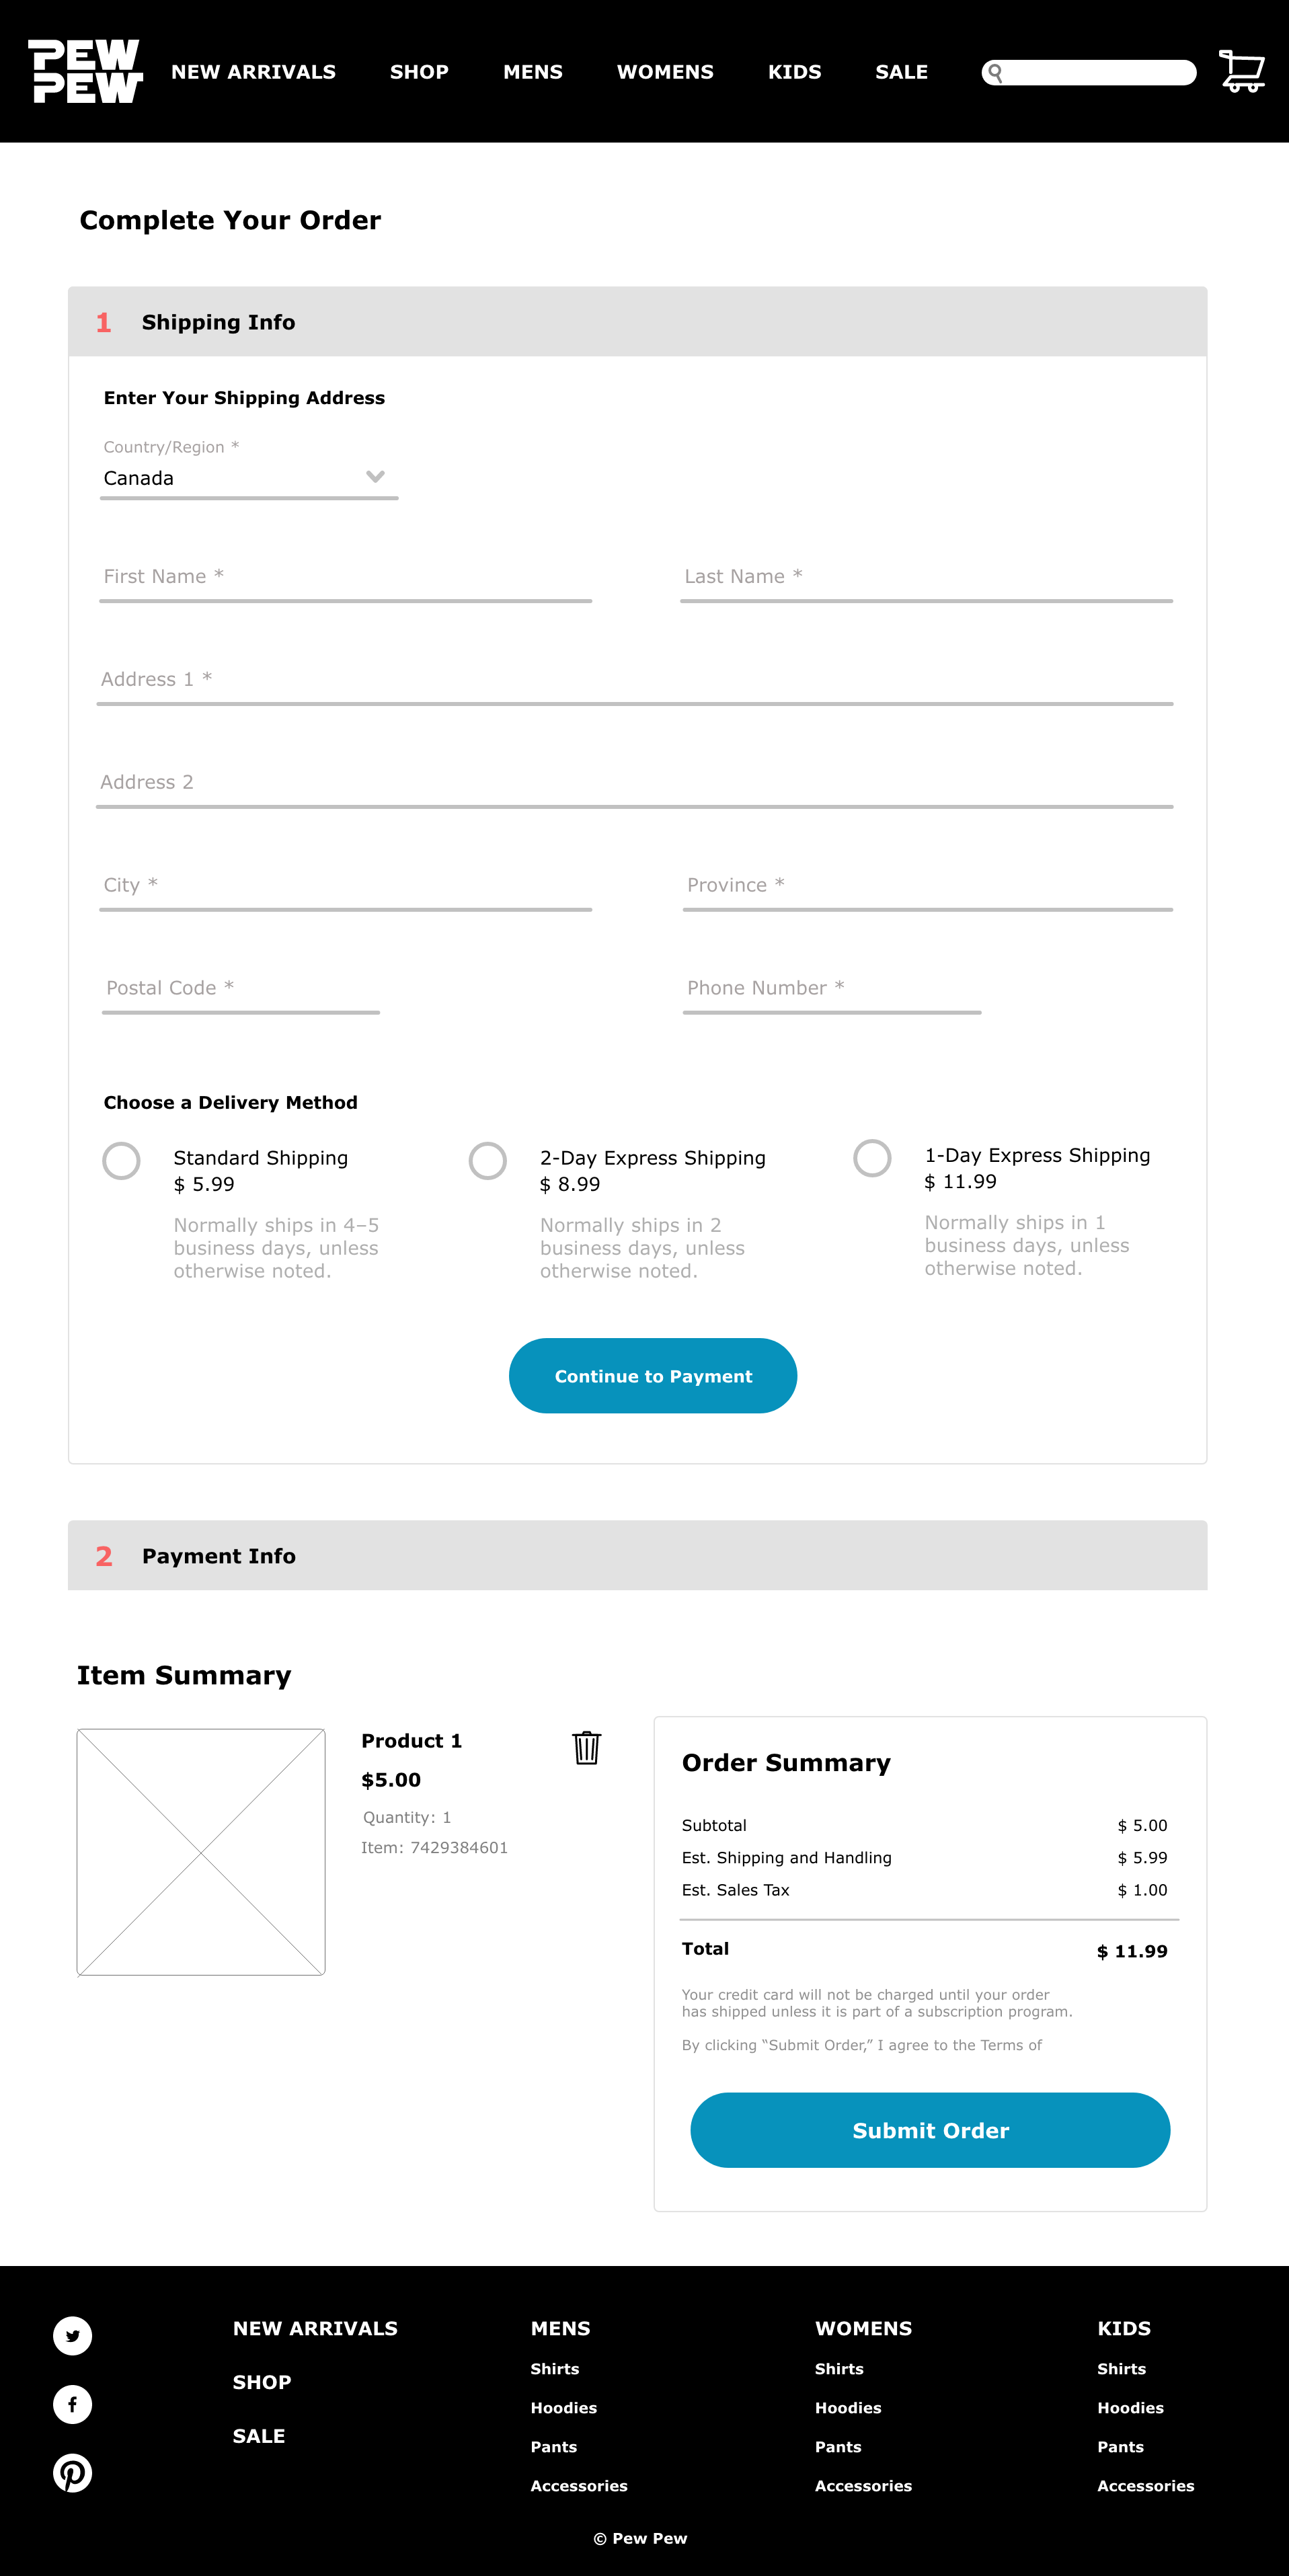 PEW
PEW
NEW ARRIVALS
SHOP
MENS
WOMENS
KIDS
SALE
Complete Your Order
1 Shipping Info
Enter Your Shipping Address
Country/Region *
Canada
First Name *
Last Name *
Address 1 *
Address 2
City *
Province *
Postal Code *
Phone Number *
Choose a Delivery Method
Standard Shipping
$ 5.99
Normally ships in 4–5
business days, unless
otherwise noted.
2-Day Express Shipping
$ 8.99
Normally ships in 2
business days, unless
otherwise noted.
1-Day Express Shipping
$ 11.99
Normally ships in 1
business days, unless
otherwise noted.
Continue to Payment
2 Payment Info
Item Summary
Product 1
$5.00
Quantity: 1
Item: 7429384601
Order Summary
Subtotal $ 5.00
Est. Shipping and Handling $ 5.99
Est. Sales Tax $ 1.00
Total $ 11.99
Your credit card will not be charged until your order
has shipped unless it is part of a subscription program.
By clicking “Submit Order,” I agree to the Terms of
Submit Order
NEW ARRIVALS
SHOP
SALE
MENS
Shirts
Hoodies
Pants
Accessories
WOMENS
Shirts
Hoodies
Pants
Accessories
KIDS
Shirts
Hoodies
Pants
Accessories
© Pew Pew